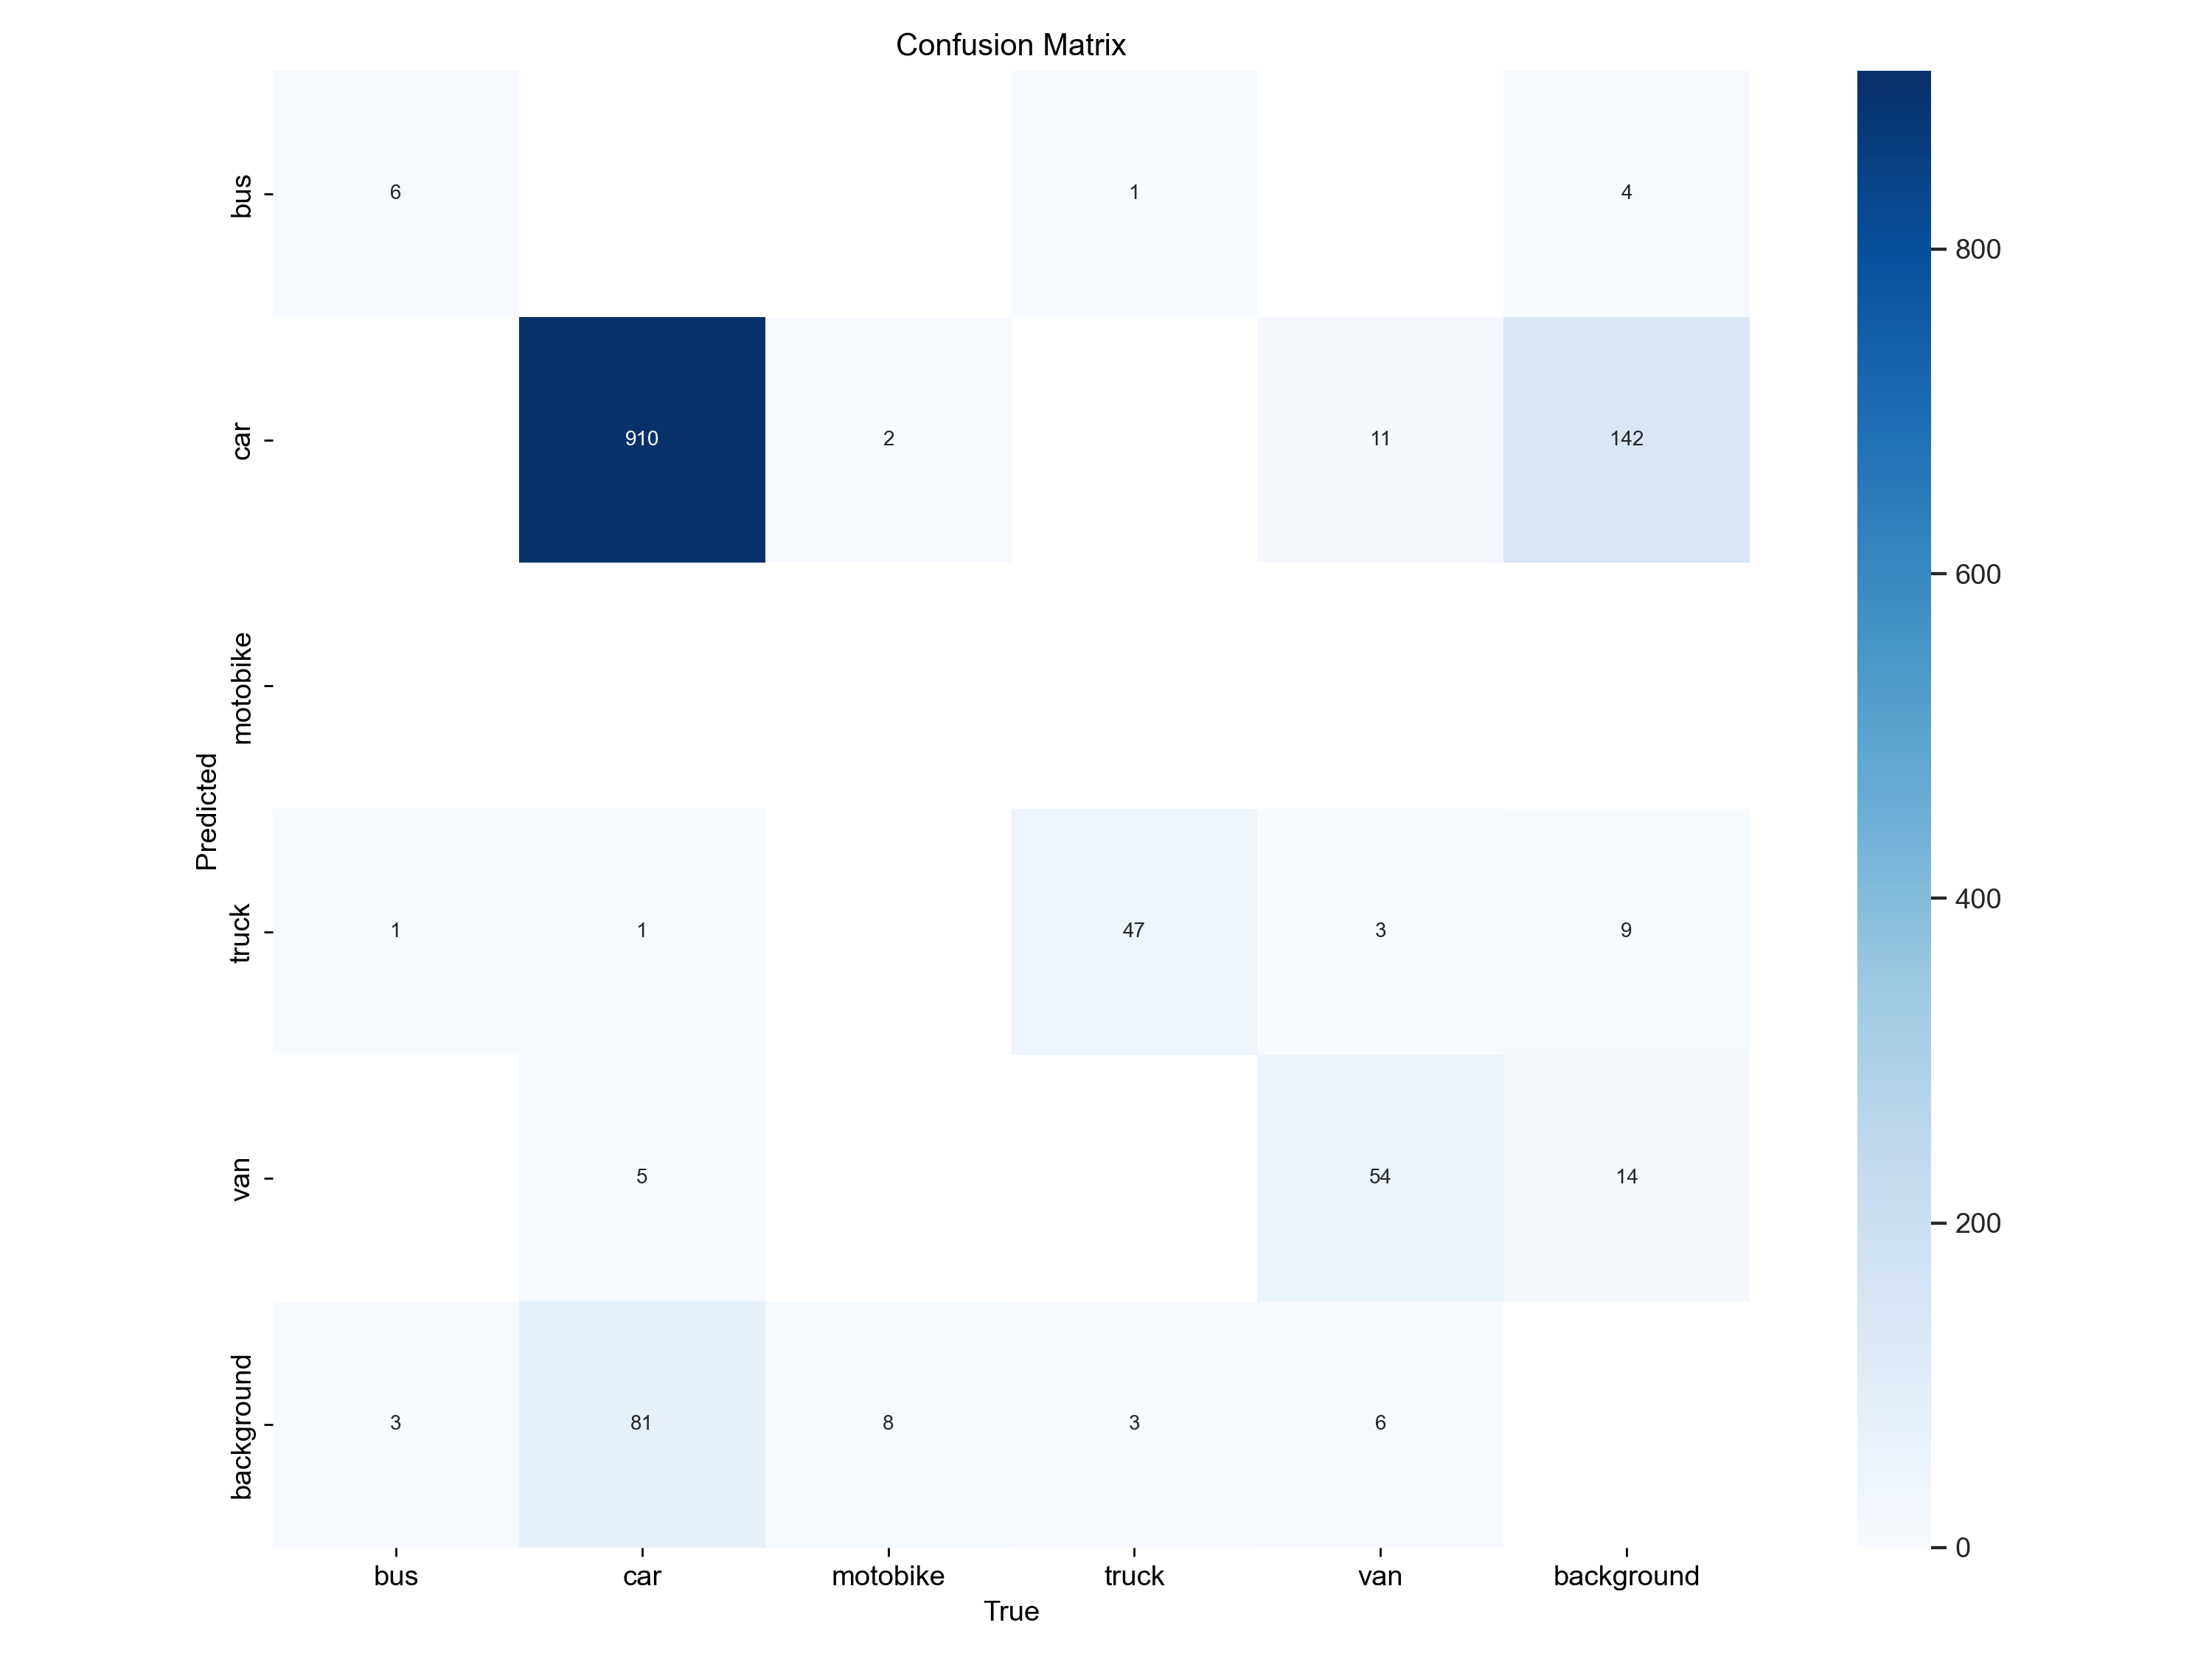 Confusion Matrix
bus
6
1
4
800
car
910
2
11
142
600
motobike
Predicted
400
truck
1
1
47
3
9
van
5
54
14
200
background
3
81
8
3
6
0
bus
car
motobike
truck
van
background
True